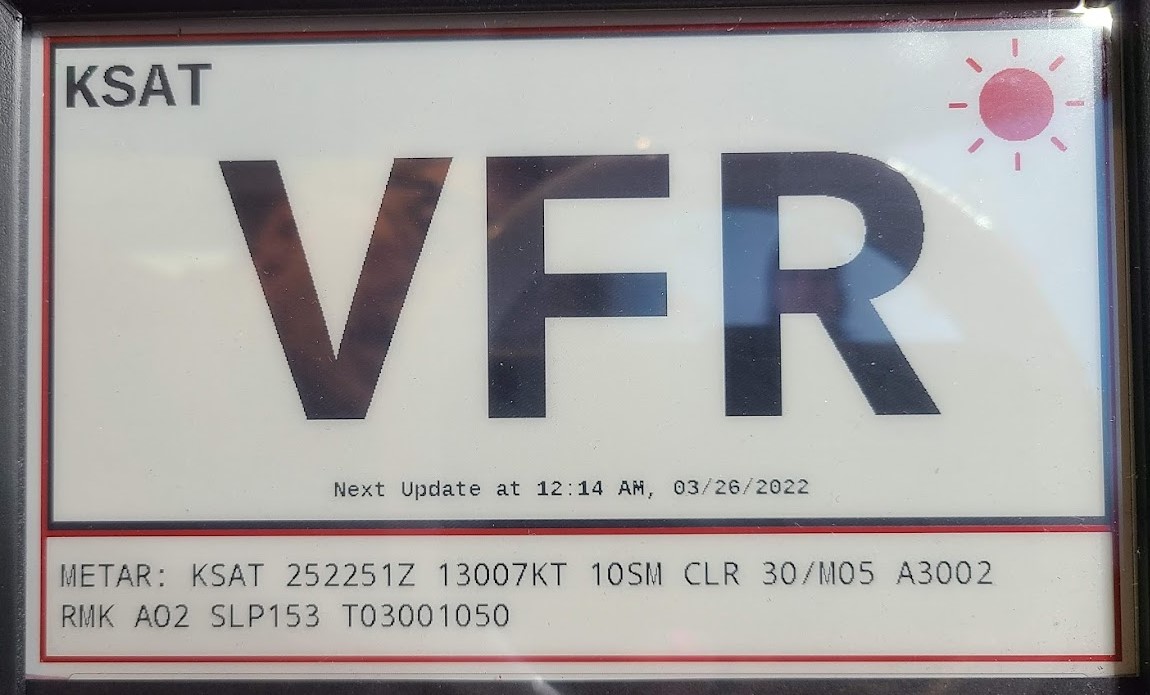 KSAT
VFR
Next Update at 12:14 AM, 03/26/2022
METAR: KSAT 252251Z 13007KT 10SM CLR 30/M05 A3002
RMK AO2 SLP153 T03001050